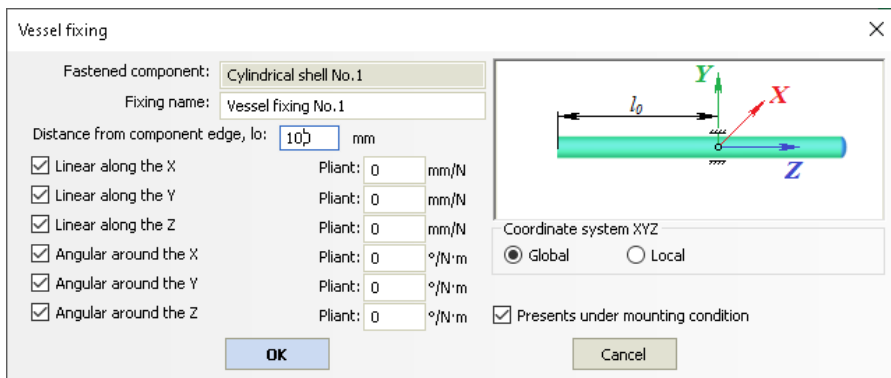 Vessel fixing
Fastened component: Cylindrical shell No.1
Fixing name: Vessel fixing No.1
Distance from component edge, lo: 100 mm
Linear along the X Pliant: 0 mm/N
Linear along the Y Pliant: 0 mm/N
Linear along the Z Pliant: 0 mm/N
Angular around the X Pliant: 0 °/N·m
Angular around the Y Pliant: 0 °/N·m
Angular around the Z Pliant: 0 °/N·m
Y
X
l₀
Z
Coordinate system XYZ
Global Local
Presents under mounting condition
OK Cancel